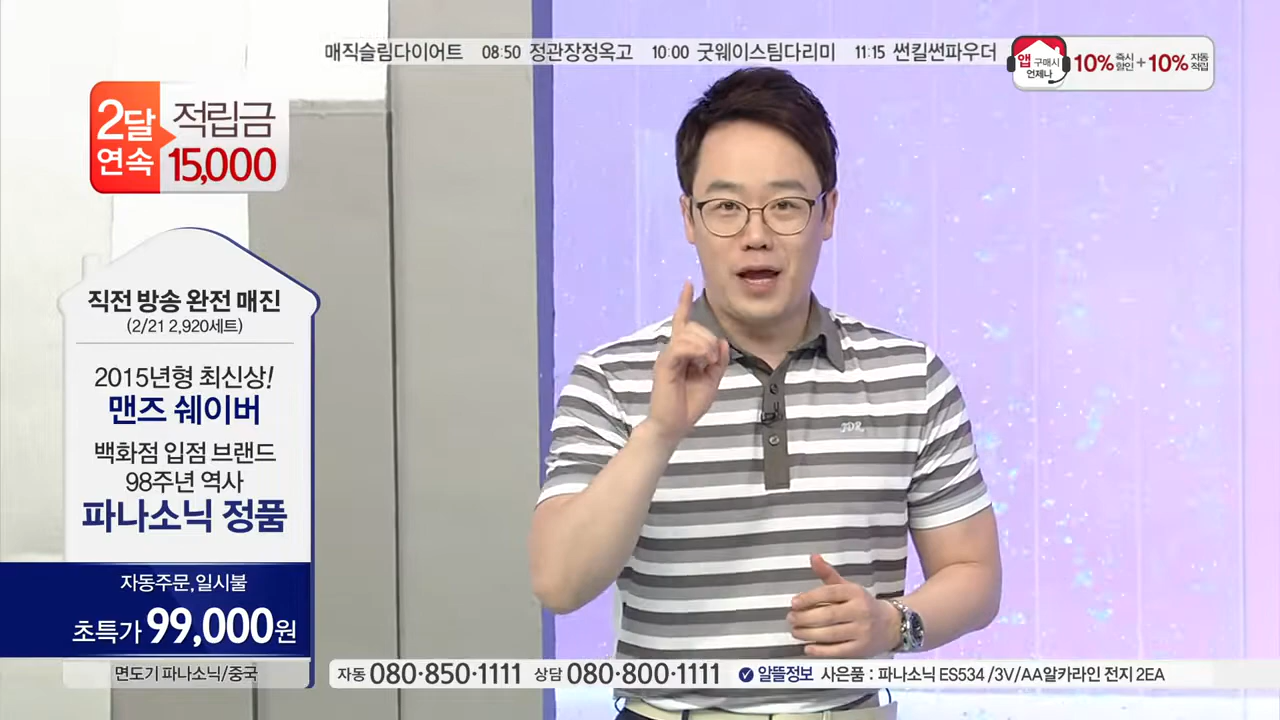 매직슬림다이어트 08:50 정관장정옥고 10:00 굿웨이스팀다리미 11:15 썬킬썬파우더
앱 구매시 언제나
10% 즉시 할인 + 10% 자동 적립
2달 연속
적립금
15,000
직전 방송 완전 매진
(2/21 2,920세트)
2015년형 최신상!
맨즈 쉐이버
백화점 입점 브랜드
98주년 역사
파나소닉 정품
자동주문, 일시불
초특가 99,000원
면도기 파나소닉/중국
자동 080·850·1111 상담 080·800·1111 알뜰정보 사은품 : 파나소닉 ES534 /3V/AA알카라인 전지 2EA
JDR